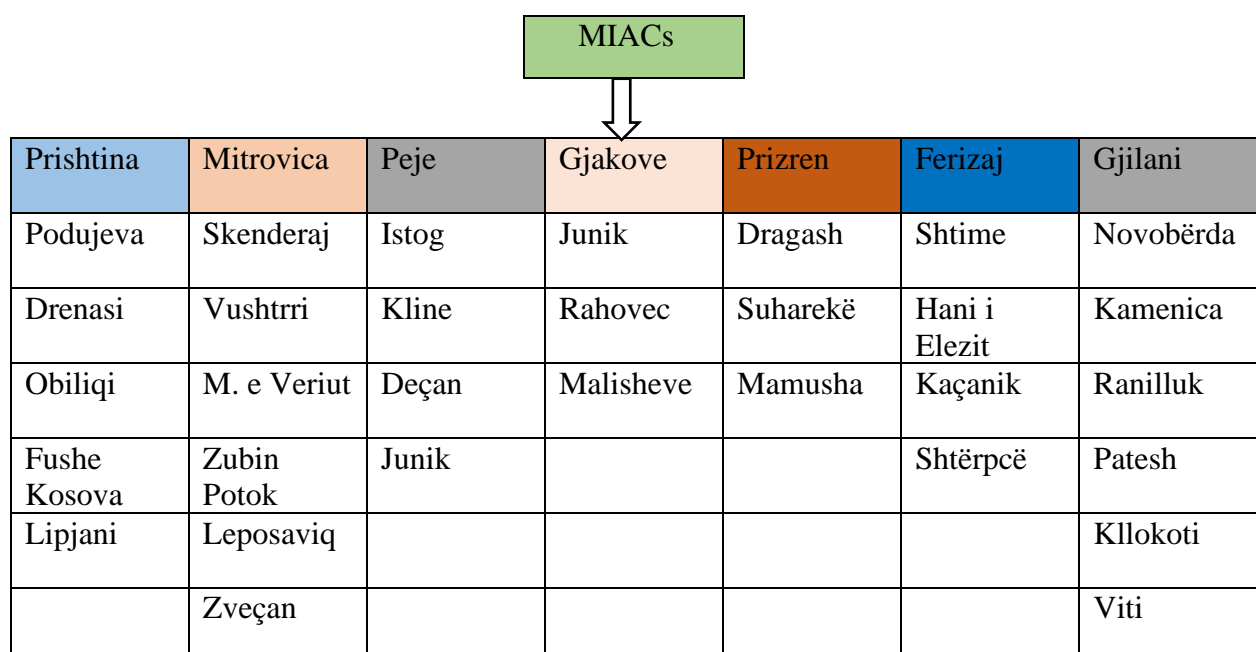 MIACs
Prishtina Mitrovica Peje Gjakove Prizren Ferizaj Gjilani
Podujeva Skenderaj Istog Junik Dragash Shtime Novobërda
Drenasi Vushtrri Kline Rahovec Suharekë Hani i Kamenica
Elezit
Obiliqi M. e Veriut Deçan Malisheve Mamusha Kaçanik Ranilluk
Fushe Zubin Junik Shtërpcë Patesh
Kosova Potok
Lipjani Leposaviq Kllokoti
Zveçan Viti